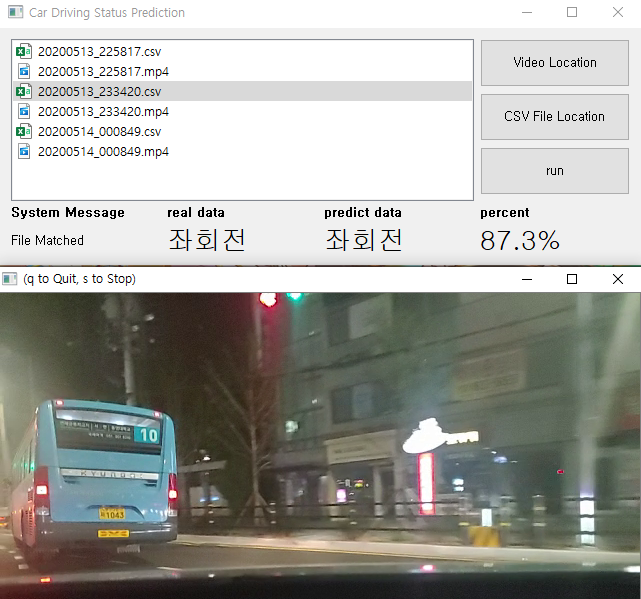 Car Driving Status Prediction
20200513_225817.csv
20200513_225817.mp4
20200513_233420.csv
20200513_233420.mp4
20200514_000849.csv
20200514_000849.mp4
Video Location
CSV File Location
run
System Message
real data
predict data
percent
File Matched
좌회전
좌회전
87.3%
(q to Quit, s to Stop)
10
1043